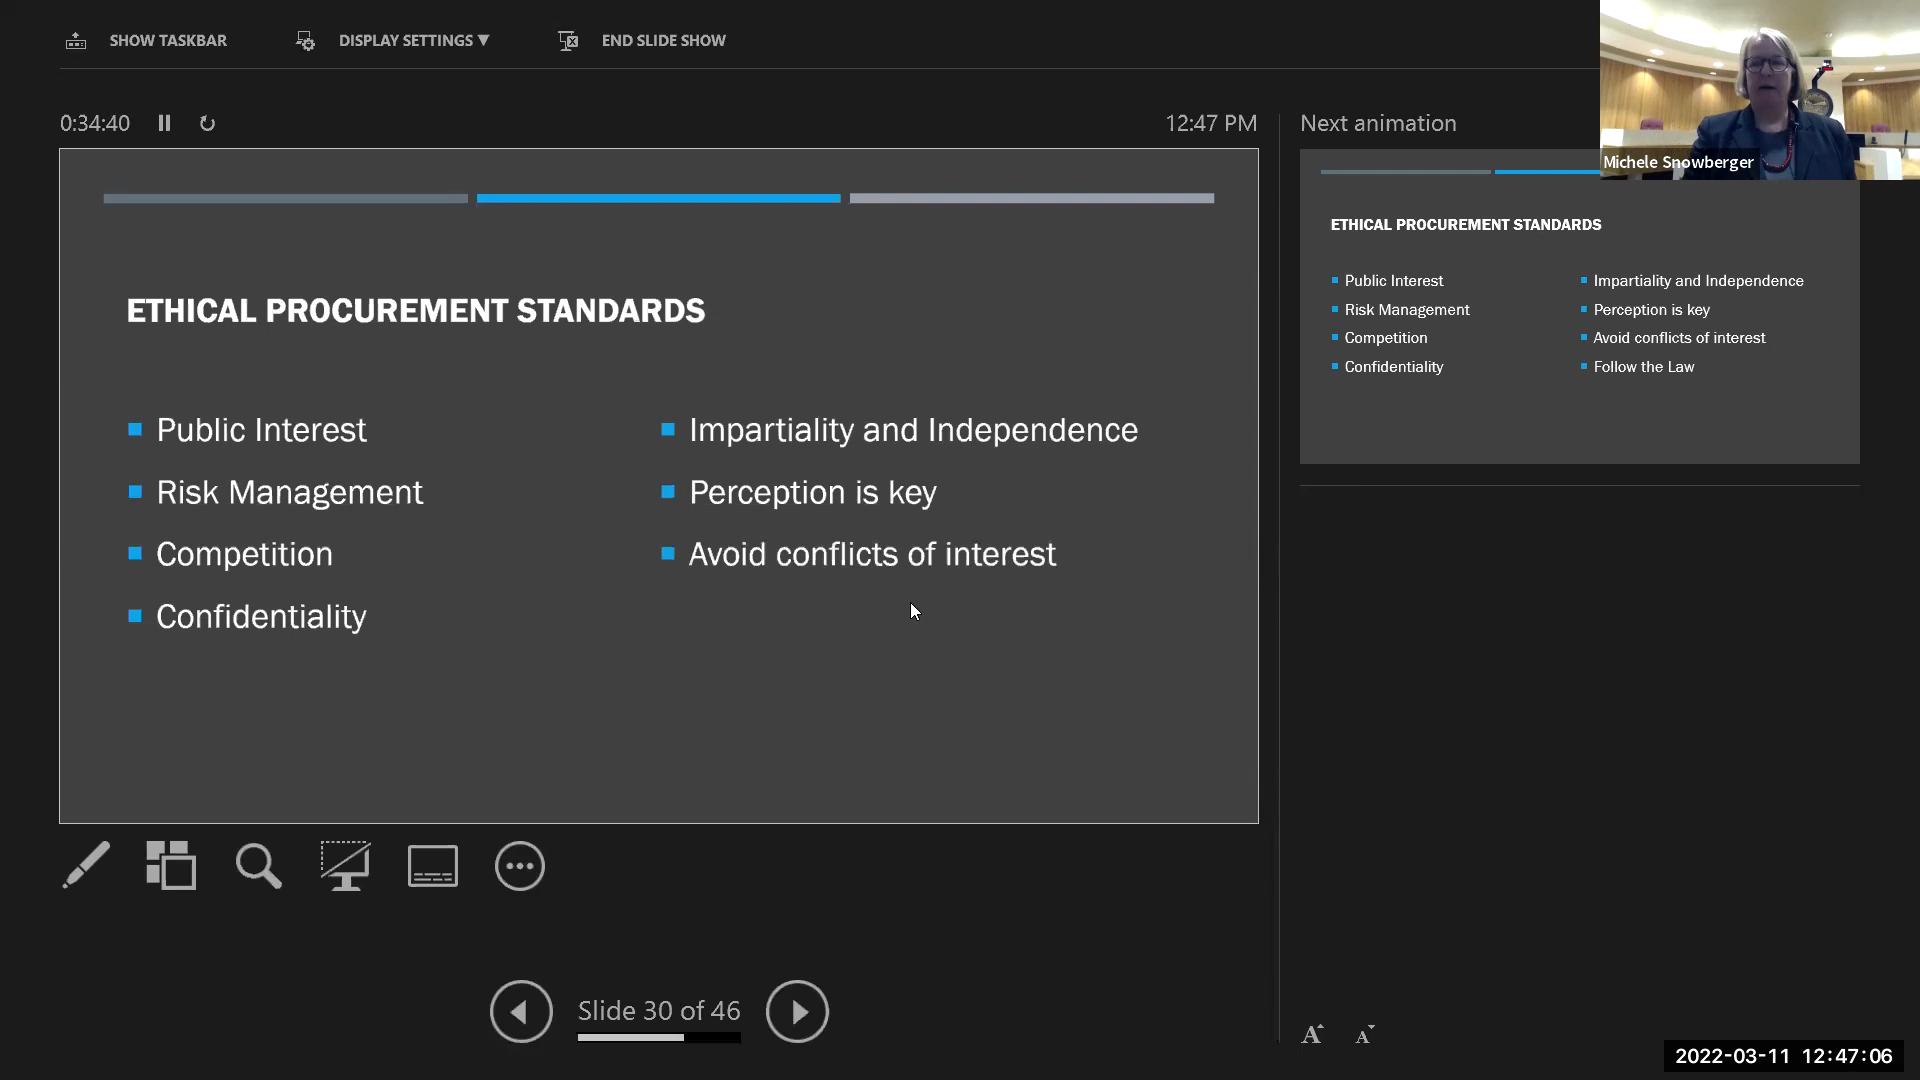 SHOW TASKBAR
DISPLAY SETTINGS ▼
END SLIDE SHOW
0:34:40
12:47 PM
Next animation
Michele Snowberger
ETHICAL PROCUREMENT STANDARDS
Public Interest
Risk Management
Competition
Confidentiality
Impartiality and Independence
Perception is key
Avoid conflicts of interest
ETHICAL PROCUREMENT STANDARDS
Public Interest
Risk Management
Competition
Confidentiality
Impartiality and Independence
Perception is key
Avoid conflicts of interest
Follow the Law
Slide 30 of 46
A A
2022-03-11 12:47:06